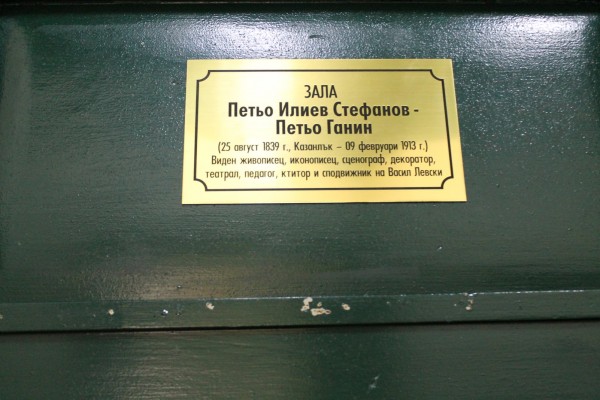 ЗАЛА
Петьо Илиев Стефанов -
Петьо Ганин
(25 август 1839 г., Казанлък – 09 февруари 1913 г.)
Виден живописец, иконописец, сценограф, декоратор,
театрал, педагог, ктитор и сподвижник на Васил Левски